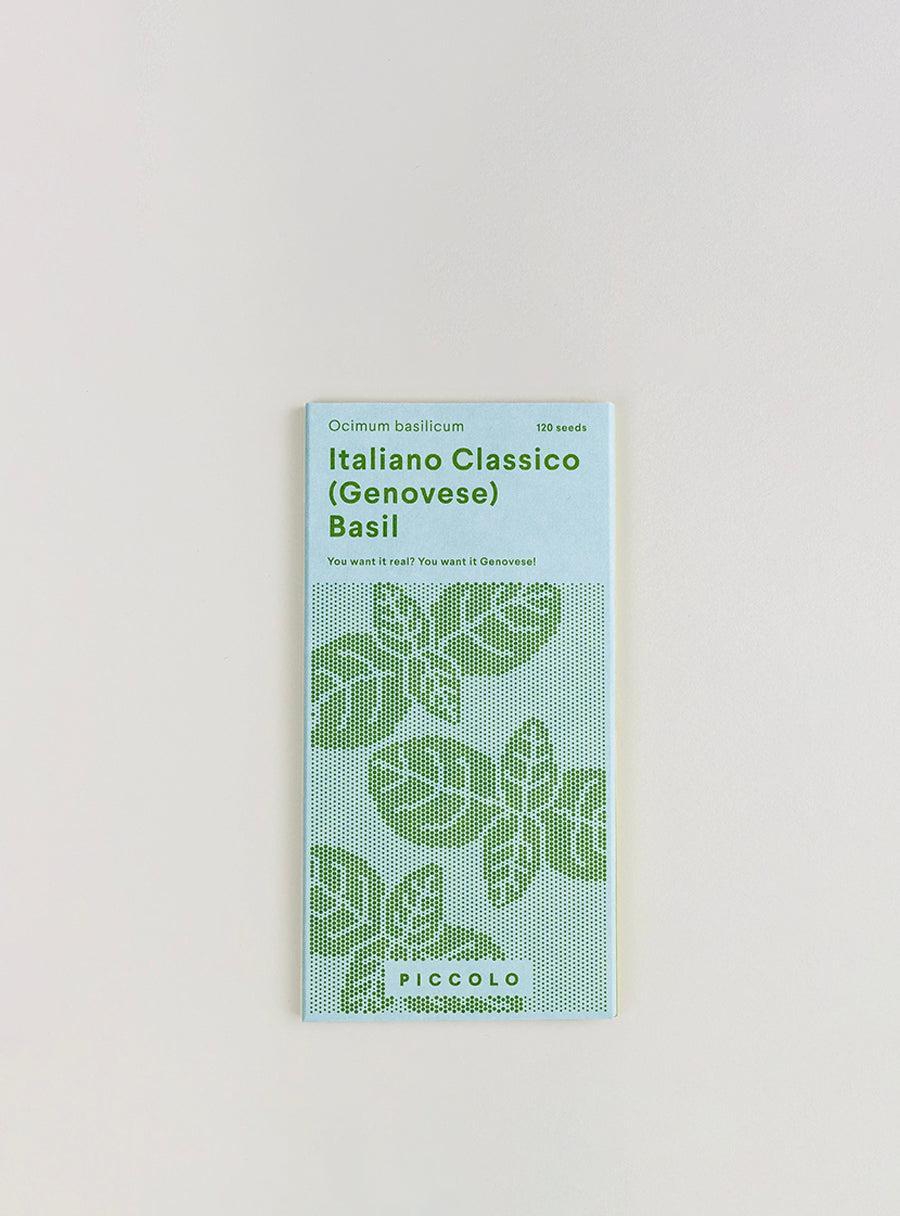 Ocimum basilicum 120 seeds
Italiano Classico
(Genovese)
Basil
You want it real? You want it Genovese!
PICCOLO